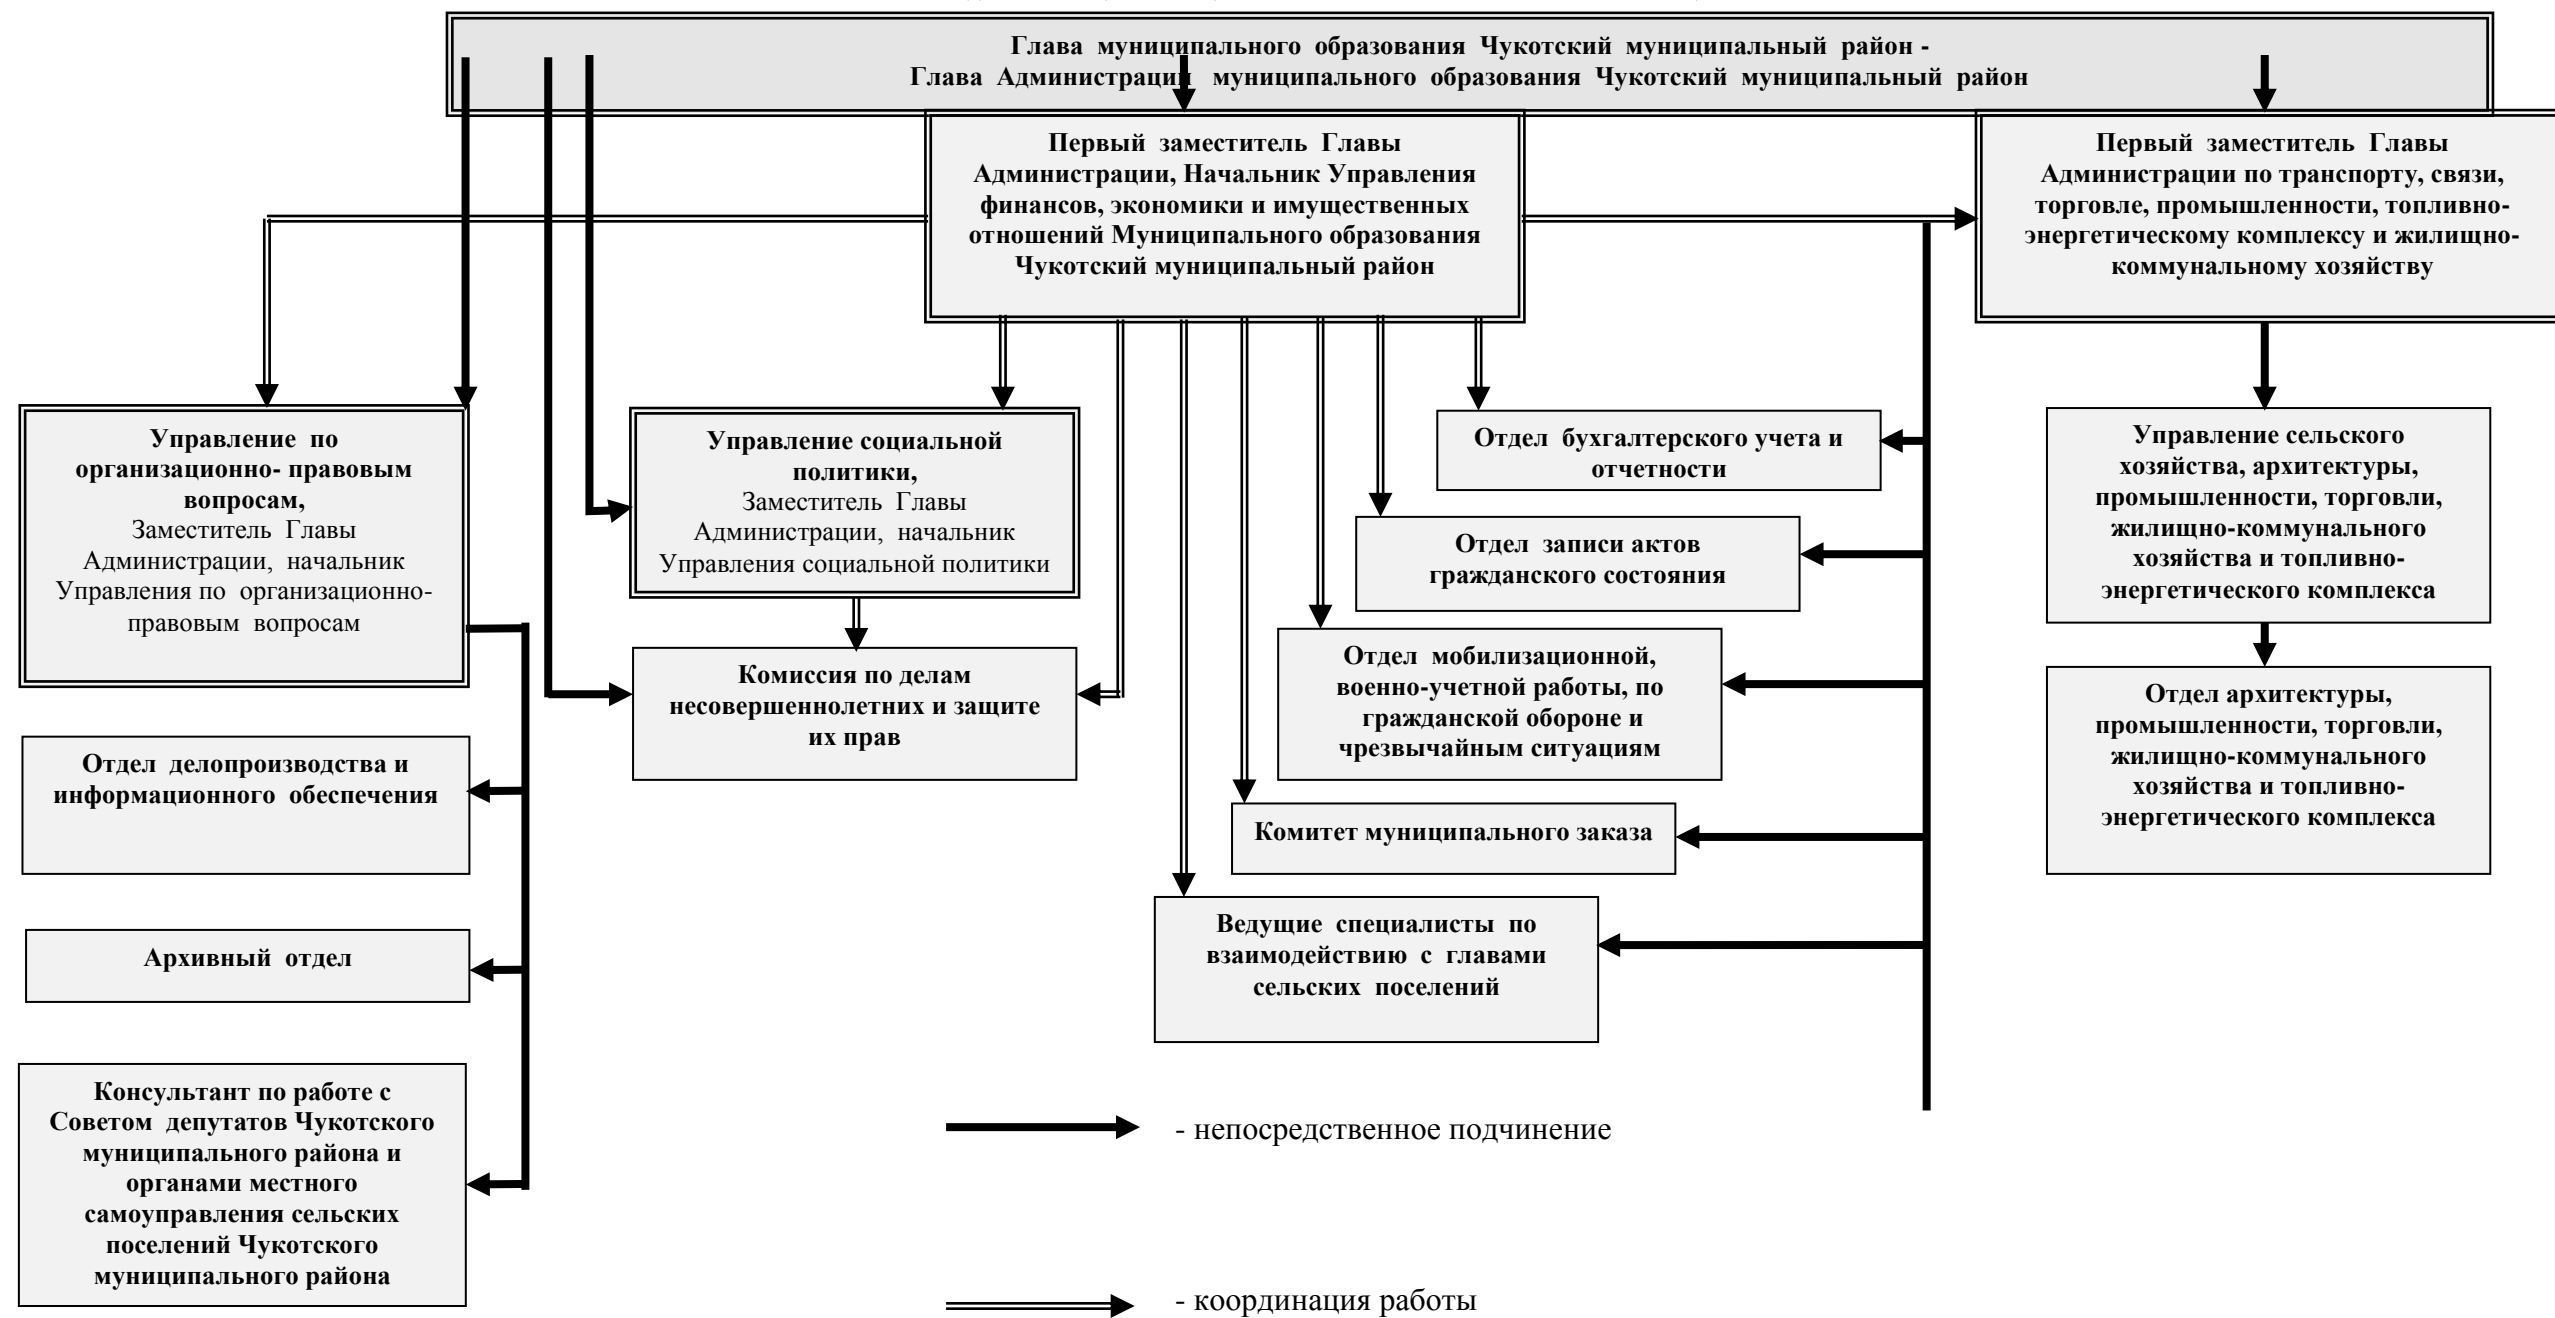 Глава муниципального образования Чукотский муниципальный район -
Глава Администрации муниципального образования Чукотский муниципальный район
Первый заместитель Главы
Администрации, Начальник Управления
финансов, экономики и имущественных
отношений Муниципального образования
Чукотский муниципальный район
Первый заместитель Главы
Администрации по транспорту, связи,
торговле, промышленности, топливно-
энергетическому комплексу и жилищно-
коммунальному хозяйству
Управление по
организационно- правовым
вопросам,
Заместитель Главы
Администрации, начальник
Управления по организационно-
правовым вопросам
Управление социальной
политики,
Заместитель Главы
Администрации, начальник
Управления социальной политики
Отдел бухгалтерского учета и
отчетности
Управление сельского
хозяйства, архитектуры,
промышленности, торговли,
жилищно-коммунального
хозяйства и топливно-
энергетического комплекса
Отдел записи актов
гражданского состояния
Отдел мобилизационной,
военно-учетной работы, по
гражданской обороне и
чрезвычайным ситуациям
Комиссия по делам
несовершеннолетних и защите
их прав
Отдел архитектуры,
промышленности, торговли,
жилищно-коммунального
хозяйства и топливно-
энергетического комплекса
Отдел делопроизводства и
информационного обеспечения
Комитет муниципального заказа
Ведущие специалисты по
взаимодействию с главами
сельских поселений
Архивный отдел
Консультант по работе с
Советом депутатов Чукотского
муниципального района и
органами местного
самоуправления сельских
поселений Чукотского
муниципального района
- непосредственное подчинение
- координация работы